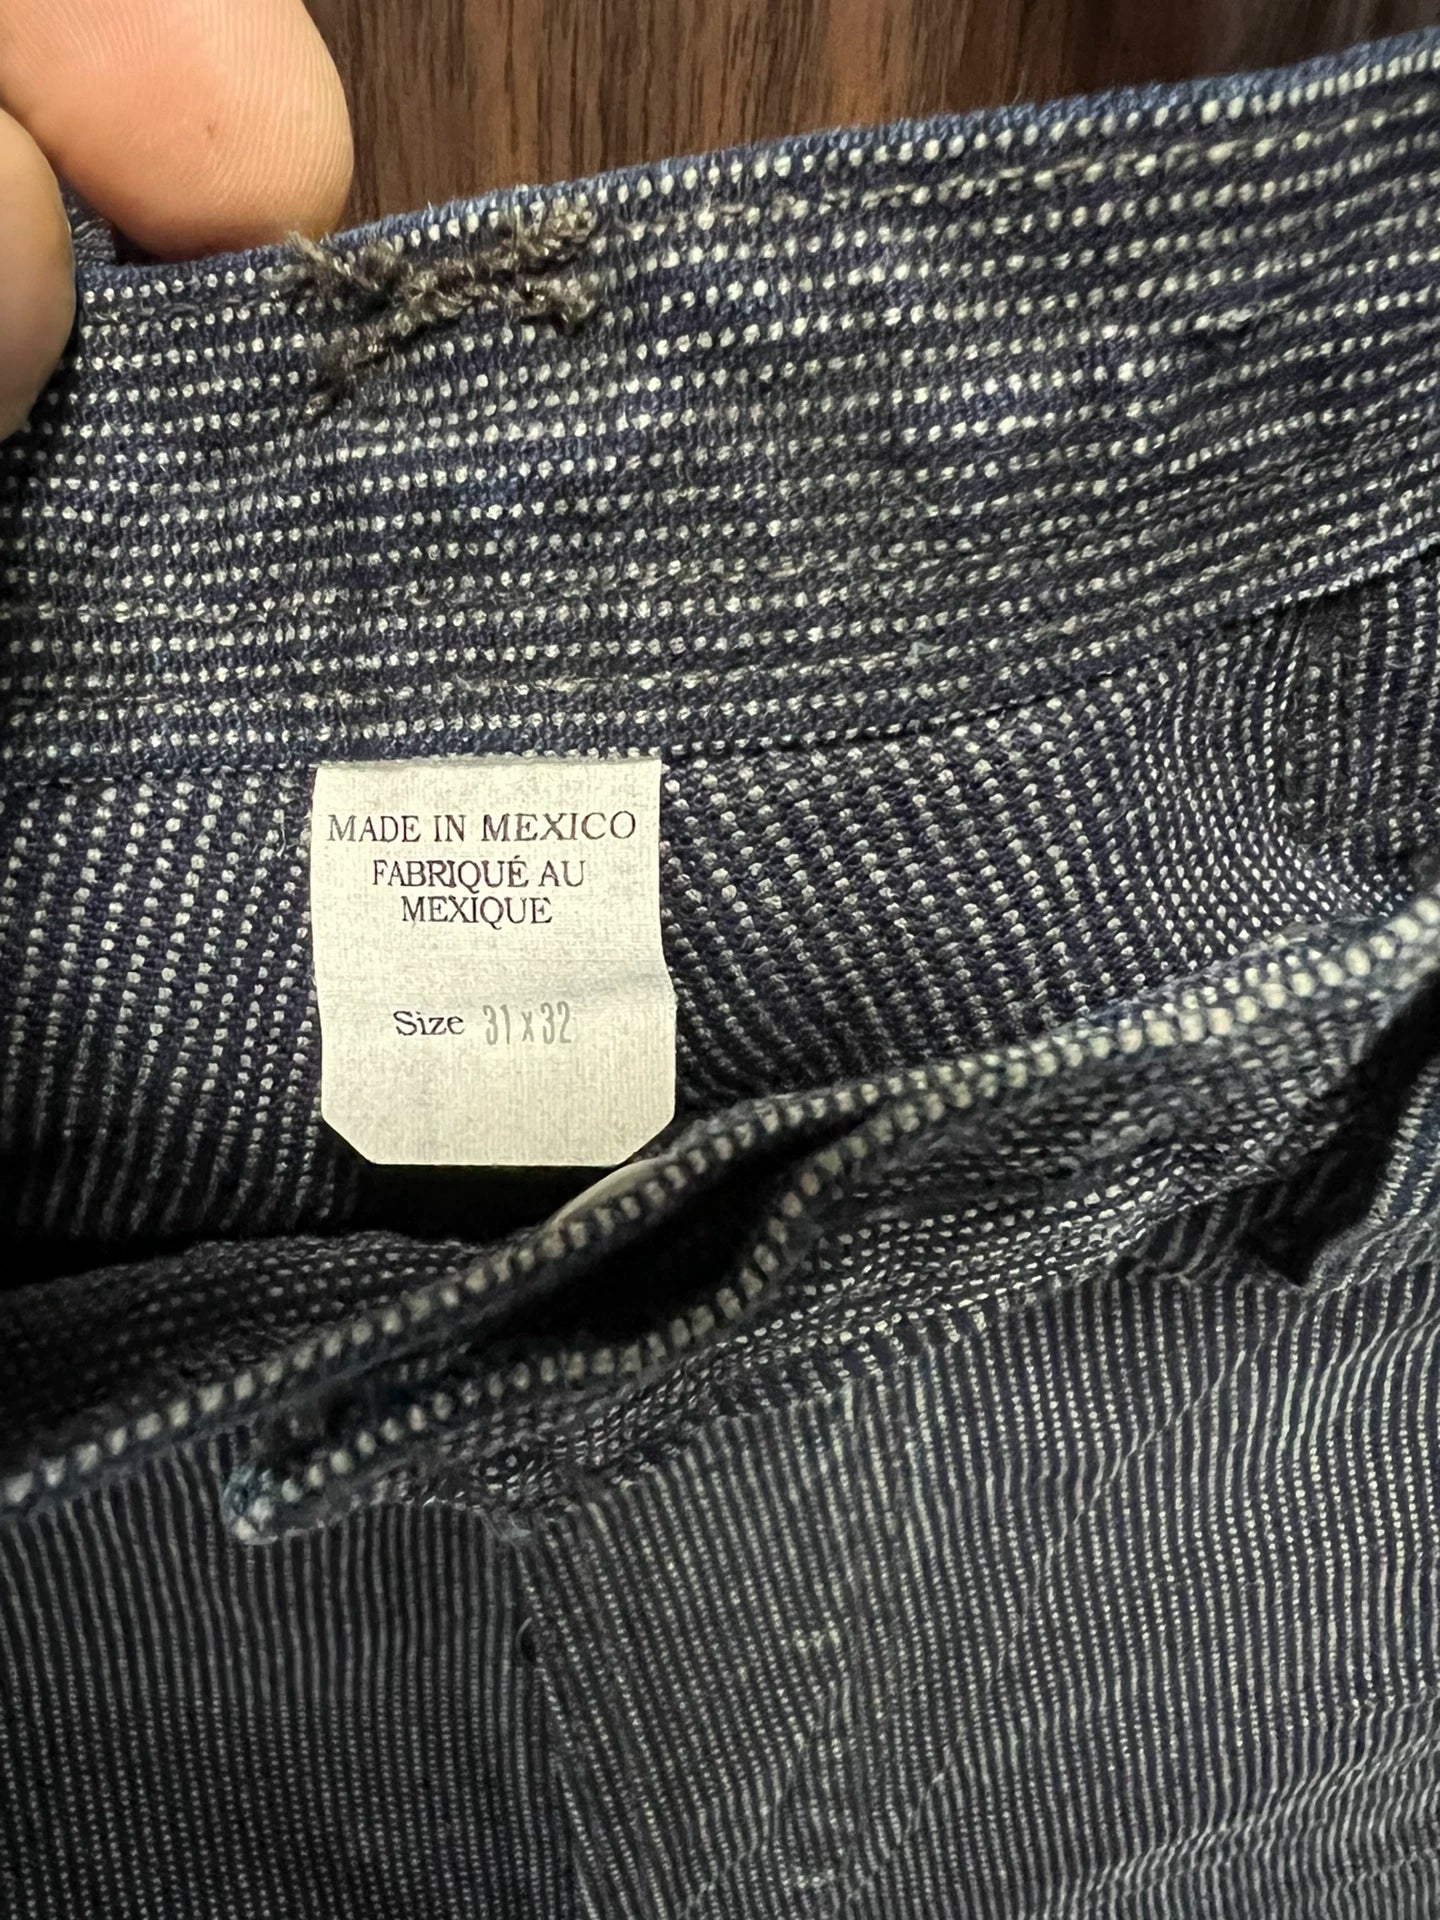 MADE IN MEXICO
FABRIQUÉ AU
MEXIQUE
Size 31 x 32